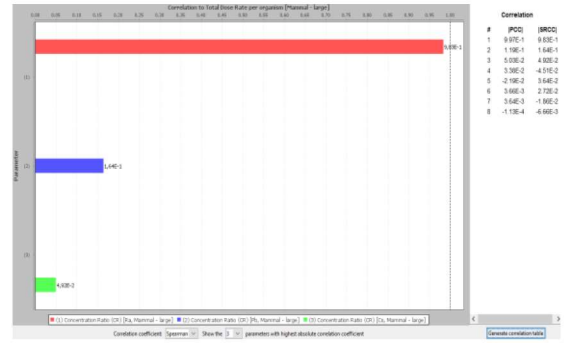 Correlation to Total Dose Rate per organism [Mammal - large]
0.00 0.05 0.10 0.15 0.20 0.25 0.30 0.35 0.40 0.45 0.50 0.55 0.60 0.65 0.70 0.75 0.80 0.85 0.90 0.95 1.00
9,83E-1
(1)
1,64E-1
(2)
Parameter
(3)
4,92E-2
(1) Concentration Ratio (CR) [Ra, Mammal - large] (2) Concentration Ratio (CR) [Pb, Mammal - large] (3) Concentration Ratio (CR) [Cs, Mammal - large]
Correlation coefficient Spearman Show the 3 parameters with highest absolute correlation coefficient
Correlation
# |PCC| |SRCC|
1 9.97E-1 9.83E-1
2 1.19E-1 1.64E-1
3 5.03E-2 4.92E-2
4 3.38E-2 -4.51E-2
5 -2.19E-2 3.64E-2
6 3.66E-3 2.72E-2
7 3.64E-3 -1.86E-2
8 -1.13E-4 -6.66E-3
Generate correlation table